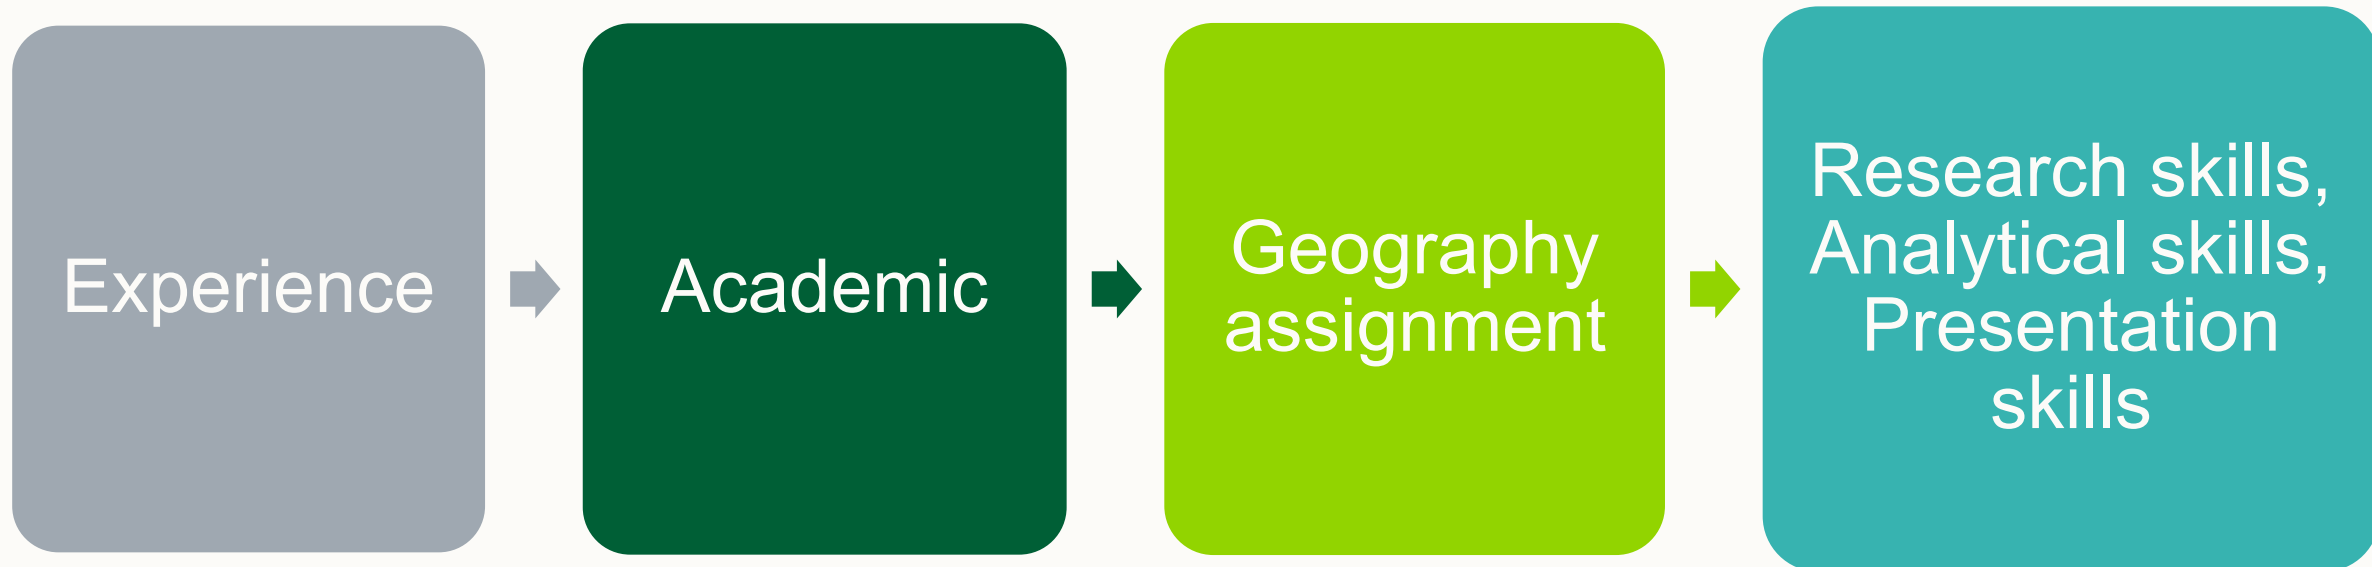 Experience
Academic
Geography
assignment
Research skills,
Analytical skills,
Presentation
skills